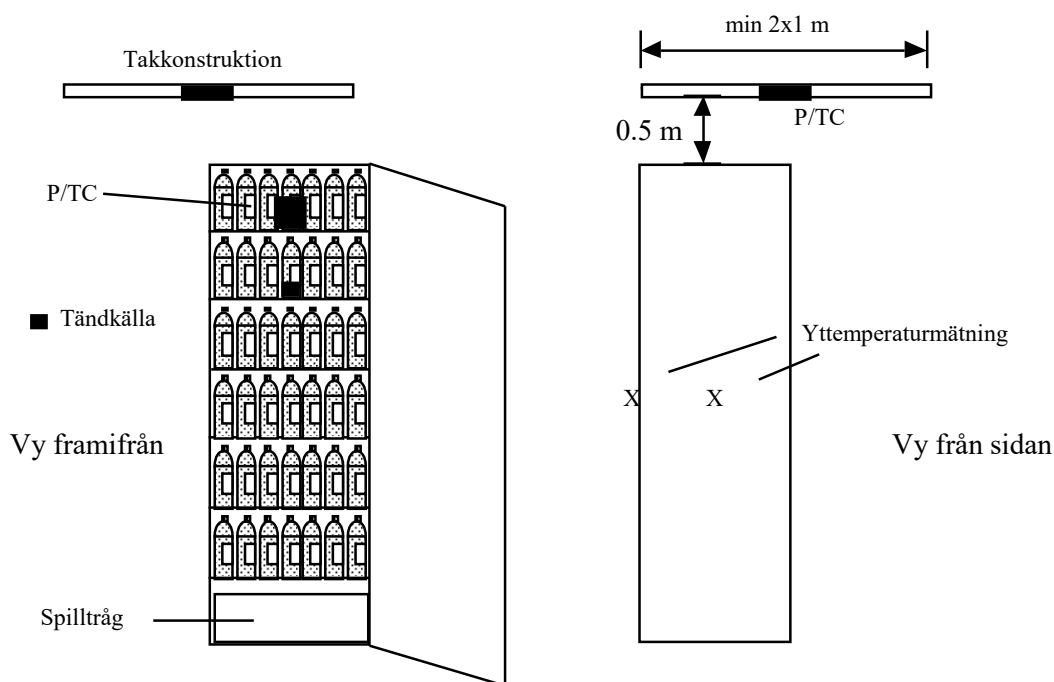 min 2x1 m
Takkonstruktion
P/TC
0.5 m
P/TC
Tändkälla
Yttemperaturmätning
X X
Vy framifrån
Vy från sidan
Spilltråg